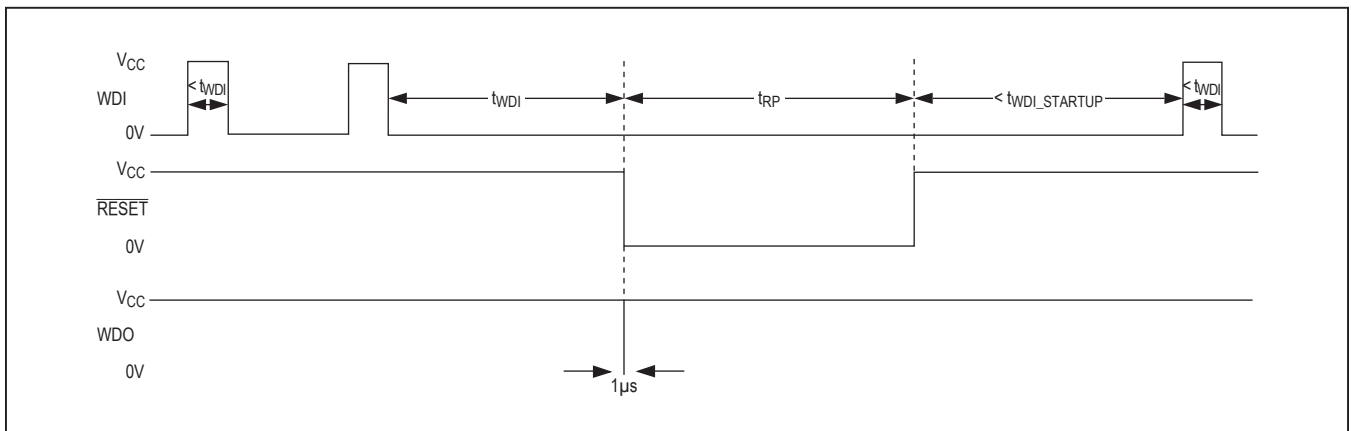 VCC
< tWDI
WDI
tWDI
tRP
< tWDI_STARTUP
< tWDI
0V
VCC
RESET
0V
VCC
WDO
0V
1µs